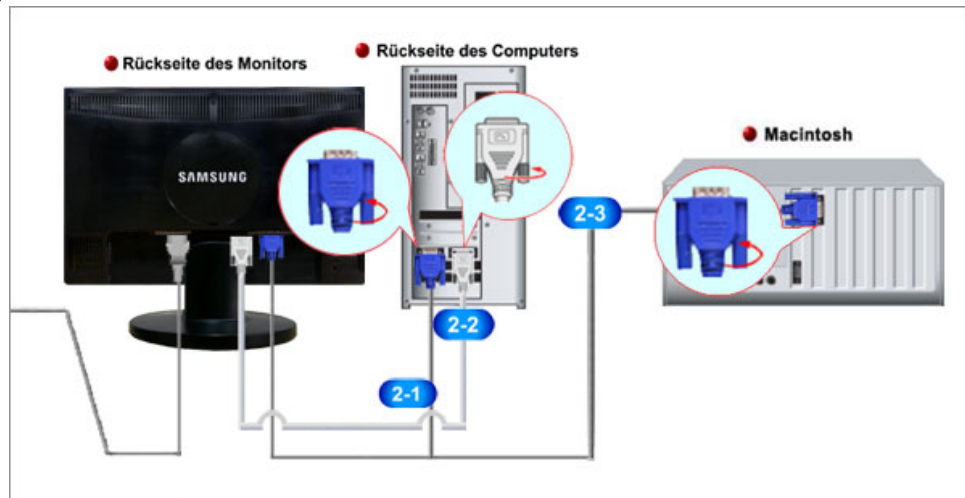 Rückseite des Monitors
Rückseite des Computers
Macintosh
SAMSUNG
2-3
2-2
2-1